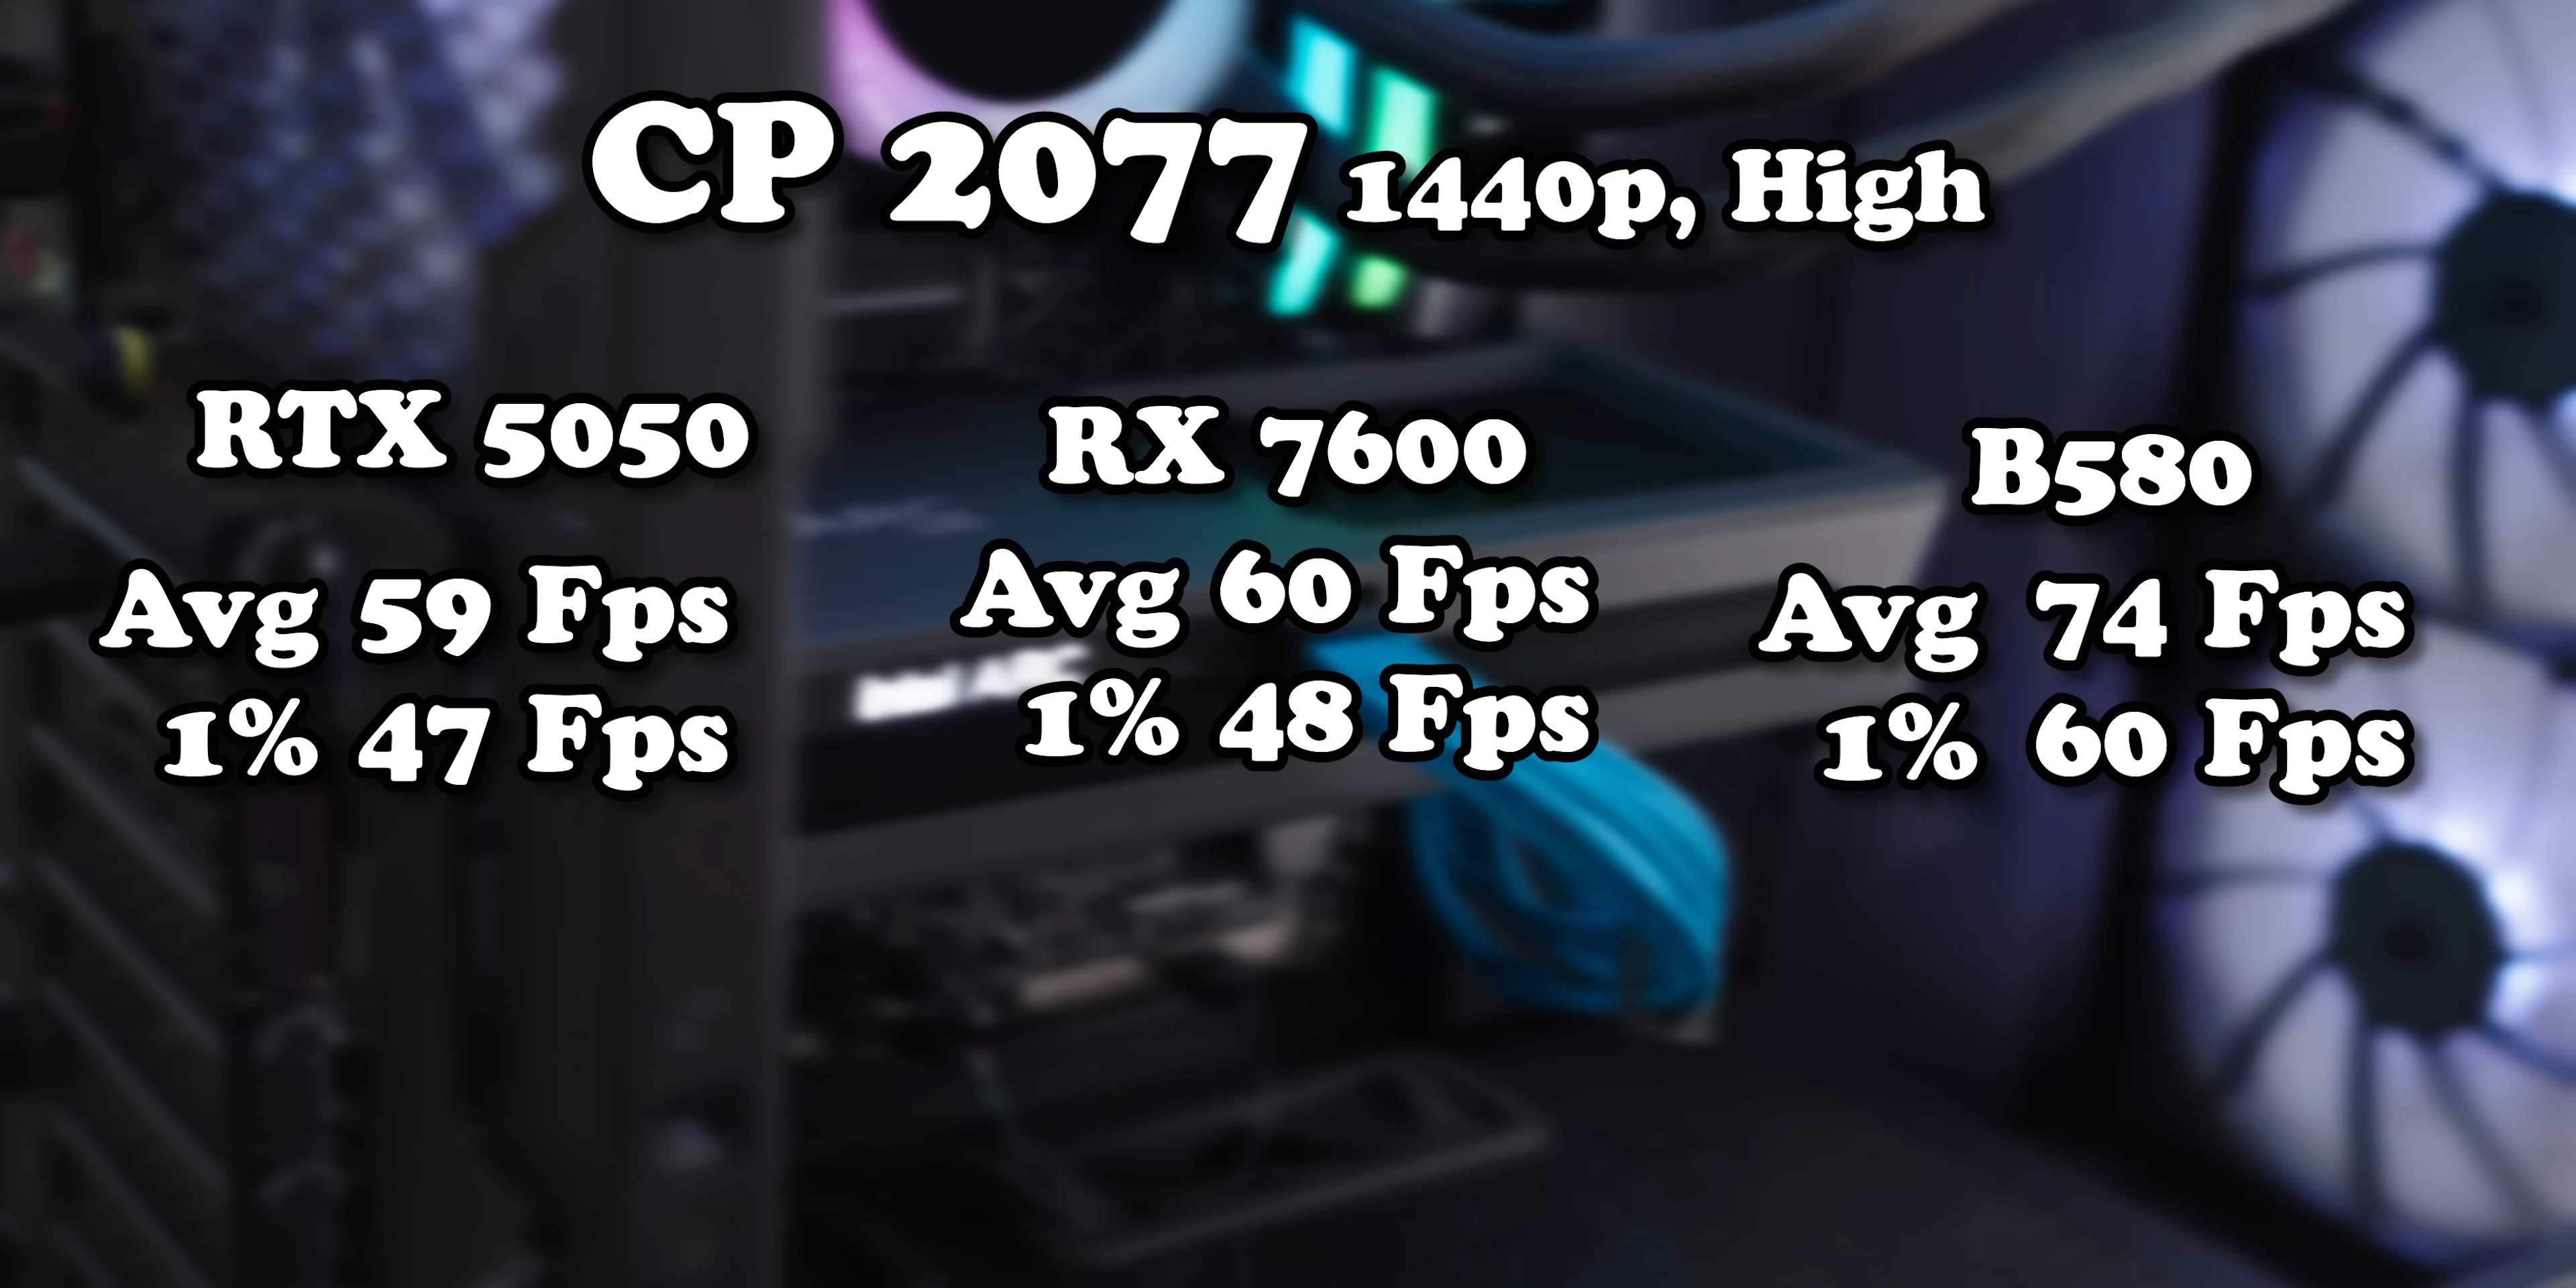 CP 2077 1440p, High
RTX 5050
Avg 59 Fps
1% 47 Fps
RX 7600
Avg 60 Fps
1% 48 Fps
B580
Avg 74 Fps
1% 60 Fps